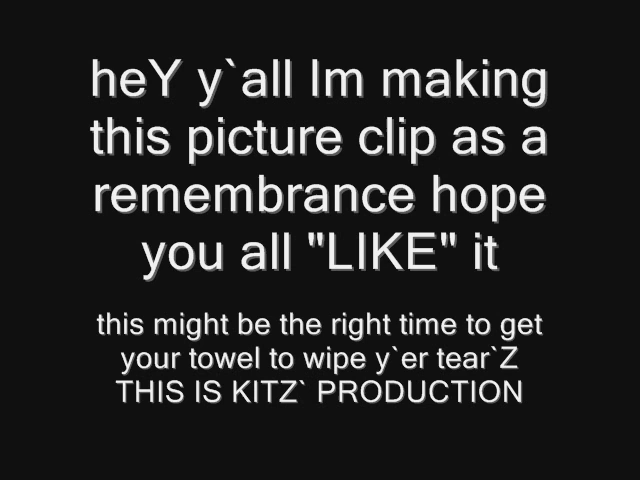 heY y`all Im making
this picture clip as a
remembrance hope
you all "LIKE" it
this might be the right time to get
your towel to wipe y`er tear`Z
THIS IS KITZ` PRODUCTION